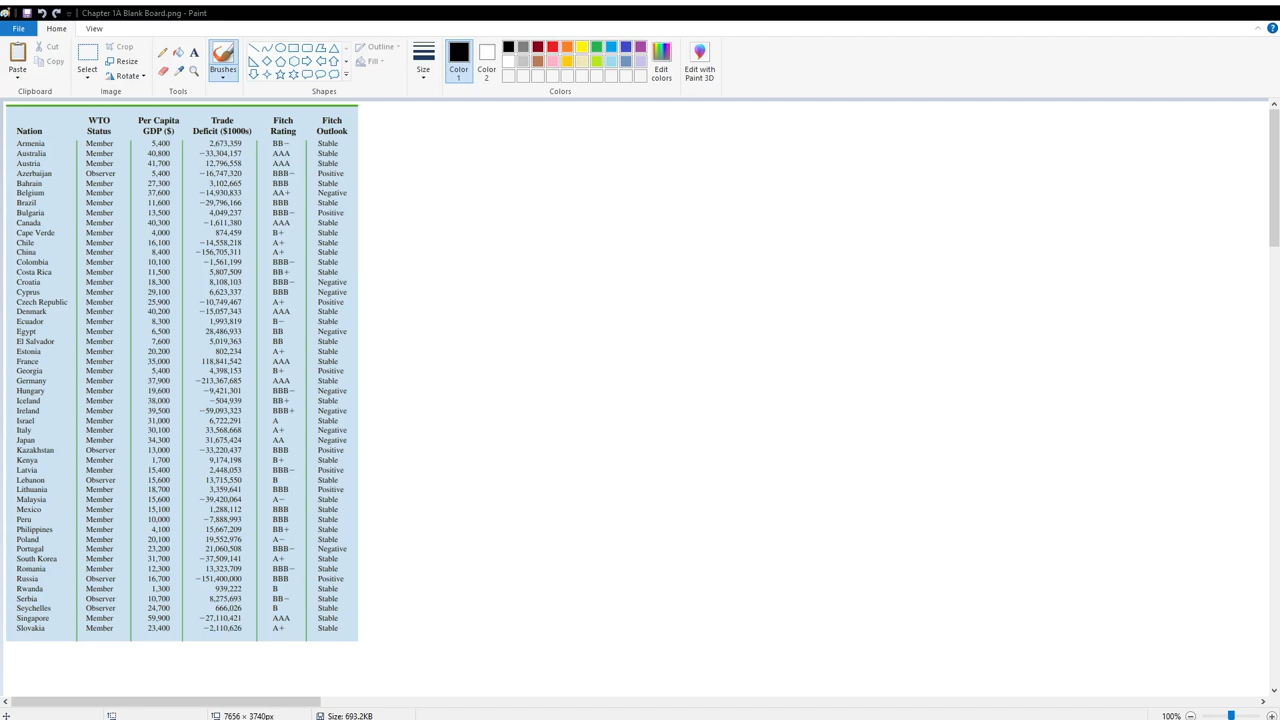 Chapter 1A Blank Board.png - Paint
File Home View
Paste
Cut
Copy
Clipboard
Select
Crop
Resize
Rotate
Image
Tools
Brushes
Outline
Fill
Shapes
Size
Color 1
Color 2
Edit colors
Colors
Edit with Paint 3D
WTO Per Capita Trade Fitch Fitch
Nation Status GDP ($) Deficit ($1000s) Rating Outlook
Armenia Member 5,400 2,673,359 BB− Stable
Australia Member 40,800 −33,304,157 AAA Stable
Austria Member 41,700 12,796,558 AAA Stable
Azerbaijan Observer 5,400 −16,747,320 BBB− Positive
Bahrain Member 27,300 3,102,665 BBB Stable
Belgium Member 37,600 −14,930,833 AA+ Negative
Brazil Member 11,600 −29,796,166 BBB Stable
Bulgaria Member 13,500 4,049,237 BBB− Positive
Canada Member 40,300 −1,611,380 AAA Stable
Cape Verde Member 4,000 874,459 B+ Stable
Chile Member 16,100 −14,558,218 A+ Stable
China Member 8,400 −156,705,311 A+ Stable
Colombia Member 10,100 −1,561,199 BBB− Stable
Costa Rica Member 11,500 5,807,509 BB+ Stable
Croatia Member 18,300 8,108,103 BBB− Negative
Cyprus Member 29,100 6,623,337 BBB Negative
Czech Republic Member 25,900 −10,749,467 A+ Positive
Denmark Member 40,200 −15,057,343 AAA Stable
Ecuador Member 8,300 1,993,819 B− Stable
Egypt Member 6,500 28,486,933 BB Negative
El Salvador Member 7,600 5,019,363 BB Stable
Estonia Member 20,200 802,234 A+ Stable
France Member 35,000 118,841,542 AAA Stable
Georgia Member 5,400 4,398,153 B+ Positive
Germany Member 37,900 −213,367,685 AAA Stable
Hungary Member 19,600 −9,421,301 BBB− Negative
Iceland Member 38,000 −504,939 BB+ Stable
Ireland Member 39,500 −59,093,323 BBB+ Negative
Israel Member 31,000 6,722,291 A Stable
Italy Member 30,100 33,568,668 A+ Negative
Japan Member 34,300 31,675,424 AA Negative
Kazakhstan Observer 13,000 −33,220,437 BBB Positive
Kenya Member 1,700 9,174,198 B+ Stable
Latvia Member 15,400 2,448,053 BBB− Positive
Lebanon Observer 15,600 13,715,550 B Stable
Lithuania Member 18,700 3,359,641 BBB Positive
Malaysia Member 15,600 −39,420,064 A− Stable
Mexico Member 15,100 1,288,112 BBB Stable
Peru Member 10,000 −7,888,993 BBB Stable
Philippines Member 4,100 15,667,209 BB+ Stable
Poland Member 20,100 19,552,976 A− Stable
Portugal Member 23,200 21,060,508 BBB− Negative
South Korea Member 31,700 −37,509,141 A+ Stable
Romania Member 12,300 13,323,709 BBB− Stable
Russia Observer 16,700 −151,400,000 BBB Positive
Rwanda Member 1,300 939,222 B Stable
Serbia Observer 10,700 8,275,693 BB− Stable
Seychelles Observer 24,700 666,026 B Stable
Singapore Member 59,900 −27,110,421 AAA Stable
Slovakia Member 23,400 −2,110,626 A+ Stable
7656 × 3740px Size: 693.2KB 100%